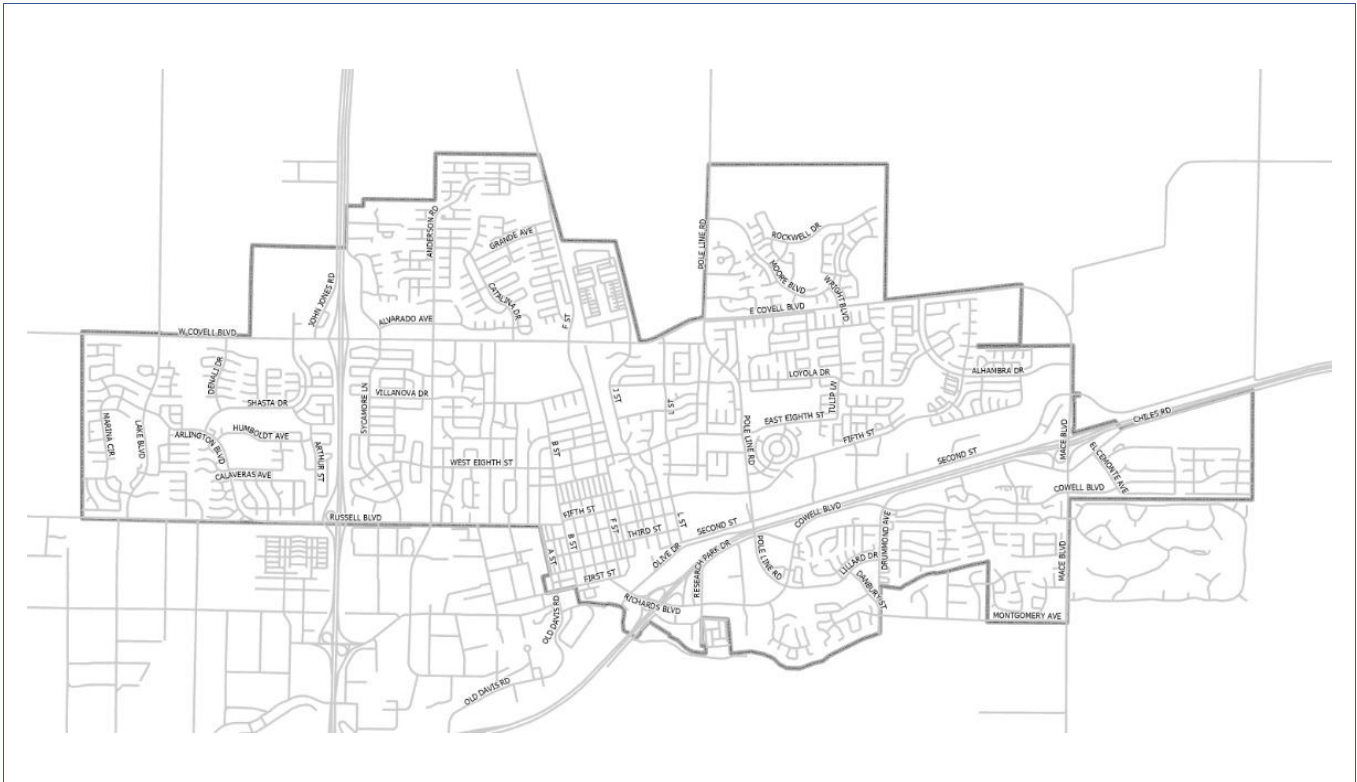 POLE LINE RD
ANDERSON RD
GRANDE AVE
ROCKWELL DR
MOORE BLVD
WRIGHT BLVD
JOHN JONES RD
CATALINA DR
E COVELL BLVD
ALVARADO AVE
F ST
W COVELL BLVD
DENALI DR
LOYOLA DR
ALHAMBRA DR
VILLANOVA DR
SYCAMORE LN
J ST
L ST
TULIP LN
SHASTA DR
MARINA CIR
LAKE BLVD
ARLINGTON BLVD
HUMBOLDT AVE
ARTHUR ST
CALAVERAS AVE
B ST
WEST EIGHTH ST
POLE LINE RD
EAST EIGHTH ST
FIFTH ST
CHILES RD
MACE BLVD
EL CEMONTE AVE
SECOND ST
COWELL BLVD
RUSSELL BLVD
FIFTH ST
F ST
THIRD ST
L ST
SECOND ST
COWELL BLVD
A ST
B ST
OLIVE DR
RESEARCH PARK DR
POLE LINE RD
LILLARD DR
DRUMMOND AVE
DANBURY ST
MACE BLVD
FIRST ST
RICHARDS BLVD
OLD DAVIS RD
MONTGOMERY AVE
OLD DAVIS RD